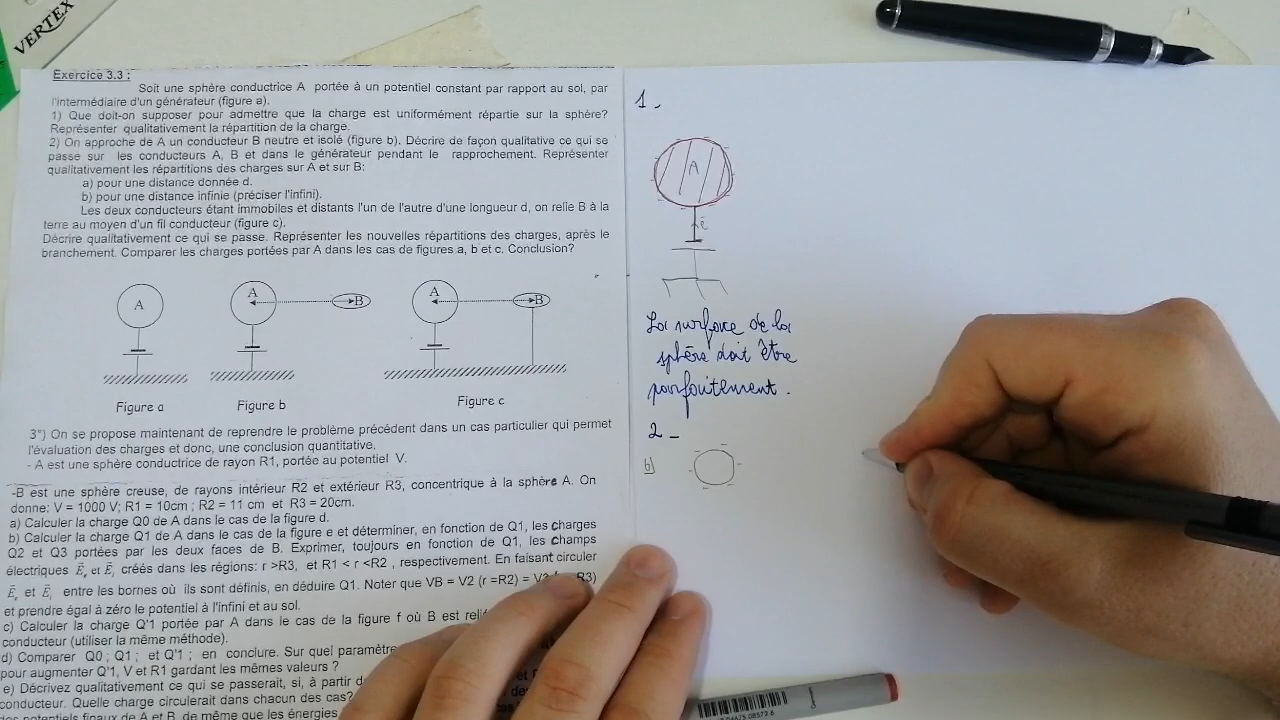 VERTEX
Exercice 3.3 :
Soit une sphère conductrice A portée à un potentiel constant par rapport au sol, par
l'intermédiaire d'un générateur (figure a).
1) Que doit-on supposer pour admettre que la charge est uniformément répartie sur la sphère?
Représenter qualitativement la répartition de la charge.
2) On approche de A un conducteur B neutre et isolé (figure b). Décrire de façon qualitative ce qui se
passe sur les conducteurs A, B et dans le générateur pendant le rapprochement. Représenter
qualitativement les répartitions des charges sur A et sur B:
a) pour une distance donnée d.
b) pour une distance infinie (préciser l'infini).
Les deux conducteurs étant immobiles et distants l'un de l'autre d'une longueur d, on relie B à la
terre au moyen d'un fil conducteur (figure c).
Décrire qualitativement ce qui se passe. Représenter les nouvelles répartitions des charges, après le
branchement. Comparer les charges portées par A dans les cas de figures a, b et c. Conclusion?
A
A B
A B
Figure a
Figure b
Figure c
3°) On se propose maintenant de reprendre le problème précédent dans un cas particulier qui permet
l'évaluation des charges et donc, une conclusion quantitative.
- A est une sphère conductrice de rayon R1, portée au potentiel V.
-B est une sphère creuse, de rayons intérieur R2 et extérieur R3, concentrique à la sphère A. On
donne: V = 1000 V; R1 = 10cm ; R2 = 11 cm et R3 = 20cm.
a) Calculer la charge Q0 de A dans le cas de la figure d.
b) Calculer la charge Q1 de A dans le cas de la figure e et déterminer, en fonction de Q1, les charges
Q2 et Q3 portées par les deux faces de B. Exprimer, toujours en fonction de Q1, les champs
électriques E⃗e et E⃗i créés dans les régions: r >R3, et R1 < r <R2 , respectivement. En faisant circuler
E⃗e et E⃗i entre les bornes où ils sont définis, en déduire Q1. Noter que VB = V2 (r =R2) = R3)
et prendre égal à zéro le potentiel à l'infini et au sol.
c) Calculer la charge Q'1 portée par A dans le cas de la figure f où B est
conducteur (utiliser la même méthode).
d) Comparer Q0 ; Q1 ; et Q'1 ; en conclure. Sur quel
pour augmenter Q'1, V et R1 gardant les mêmes valeurs ?
e) Décrivez qualitativement ce qui se passerait, si, à partir
conducteur. Quelle charge circulerait dans chacun des cas?
potentiels finaux de A et B, de même que les énergies
1.
A
e
La surface de la
sphère doit être
parfaitement.
2 -
b)